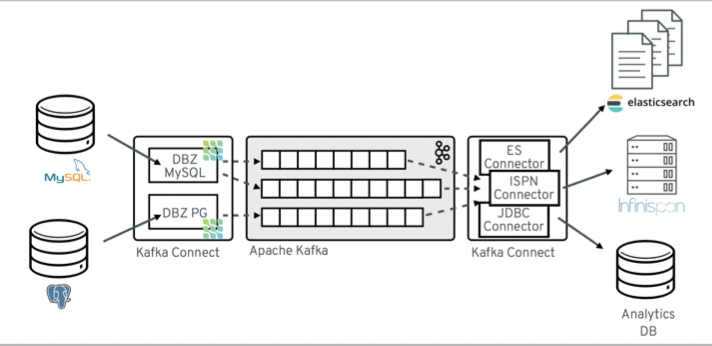 elasticsearch
MySQL
DBZ
MySQL
DBZ PG
Kafka Connect
Apache Kafka
ES
Connector
ISPN
Connector
JDBC
Connector
Kafka Connect
Infinispan
Analytics
DB